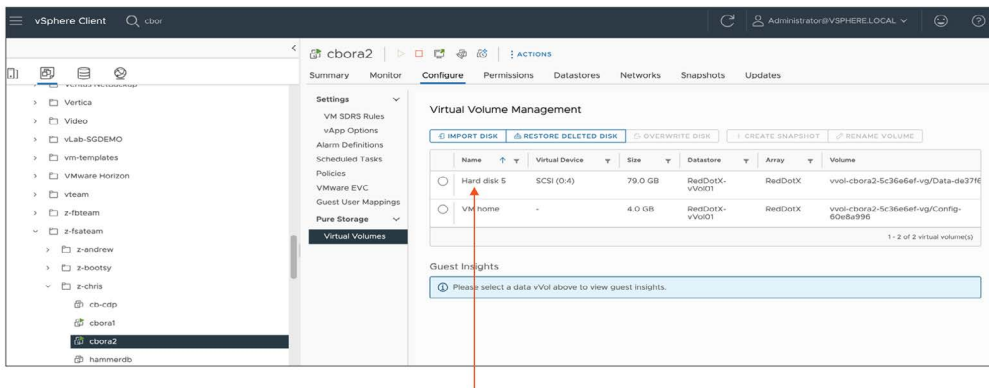 vSphere Client
cbor
Administrator@VSPHERE.LOCAL
cbora2
ACTIONS
Summary Monitor Configure Permissions Datastores Networks Snapshots Updates
Veritas Netbackup
Vertica
Video
vLab-SGDEMO
vm-templates
VMware Horizon
vteam
z-fbteam
z-fsateam
z-andrew
z-bootsy
z-chris
cb-cdp
cbora1
cbora2
hammerdb
Settings
VM SDRS Rules
vApp Options
Alarm Definitions
Scheduled Tasks
Policies
VMware EVC
Guest User Mappings
Pure Storage
Virtual Volumes
Virtual Volume Management
IMPORT DISK RESTORE DELETED DISK OVERWRITE DISK CREATE SNAPSHOT RENAME VOLUME
Name Virtual Device Size Datastore Array Volume
Hard disk 5 SCSI (0:4) 79.0 GB RedDotX-vVol01 RedDotX vvol-cbora2-5c36e6ef-vg/Data-de37f6
VM home - 4.0 GB RedDotX-vVol01 RedDotX vvol-cbora2-5c36e6ef-vg/Config-60e8a996
1 - 2 of 2 virtual volume(s)
Guest Insights
Please select a data vVol above to view guest insights.